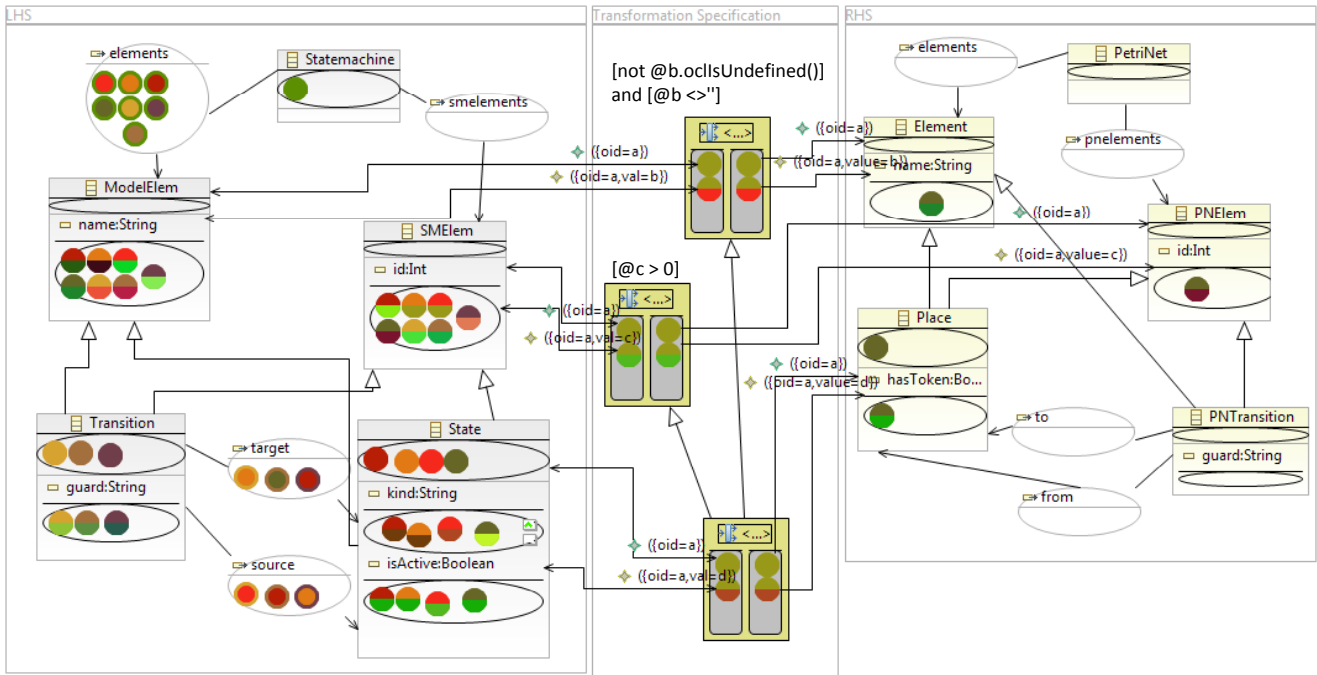 LHS
Transformation Specification
RHS
elements
Statemachine
smelements
ModelElem
name:String
SMElem
id:Int
Transition
guard:String
target
source
State
kind:String
isActive:Boolean
[not @b.oclIsUndefined()]
and [@b <>'']
<...>
({oid=a})
({oid=a,val=b})
({oid=a})
({oid=a,value=b})
[@c > 0]
<...>
({oid=a})
({oid=a,val=c})
({oid=a})
({oid=a,value=c})
<...>
({oid=a})
({oid=a,val=d})
({oid=a})
({oid=a,value=d})
elements
PetriNet
Element
name:String
pnelements
PNElem
id:Int
Place
hasToken:Bo...
to
from
PNTransition
guard:String